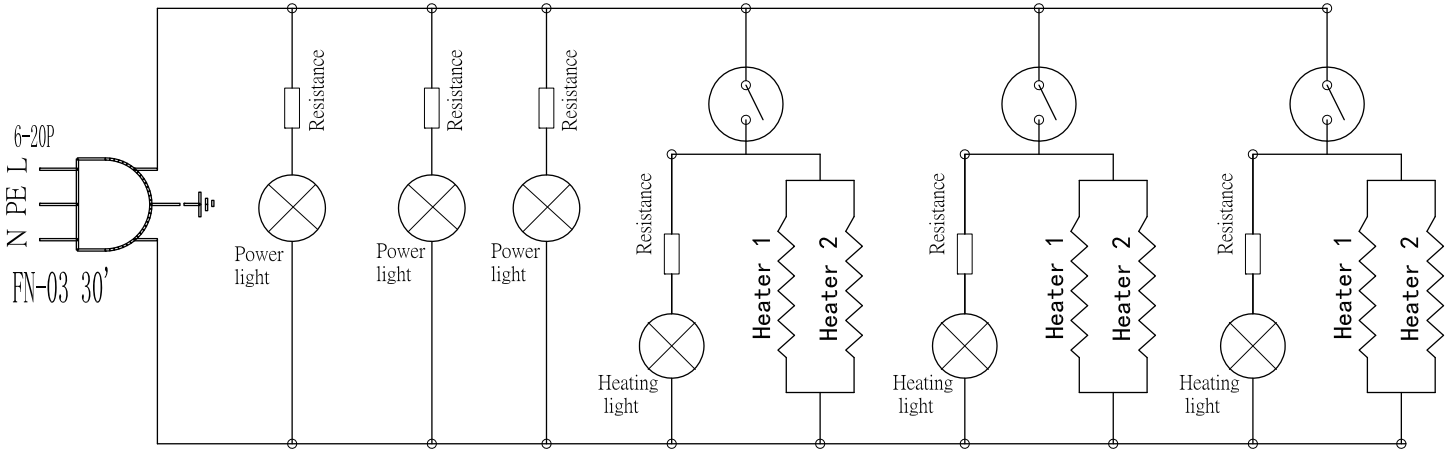 6-20P
L
PE
N
FN-03 30'
Resistance
Power
light
Resistance
Power
light
Resistance
Power
light
Resistance
Heating
light
Heater 1
Heater 2
Resistance
Heating
light
Heater 1
Heater 2
Resistance
Heating
light
Heater 1
Heater 2